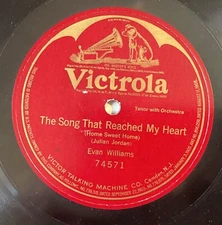 Victrola
Tenor with Orchestra
The Song That Reached My Heart
(Home Sweet Home)
(Julian Jordan)
Evan Williams
74571
VICTOR TALKING MACHINE CO. Camden, N.J.